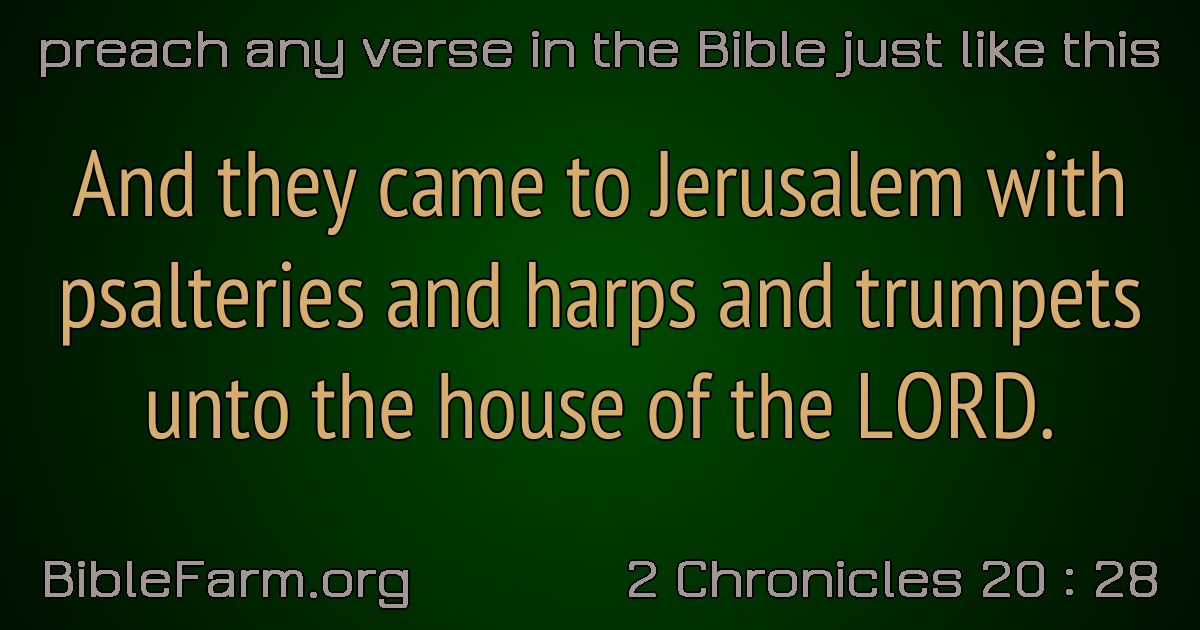 preach any verse in the Bible just like this
And they came to Jerusalem with
psalteries and harps and trumpets
unto the house of the LORD.
BibleFarm.org
2 Chronicles 20 : 28